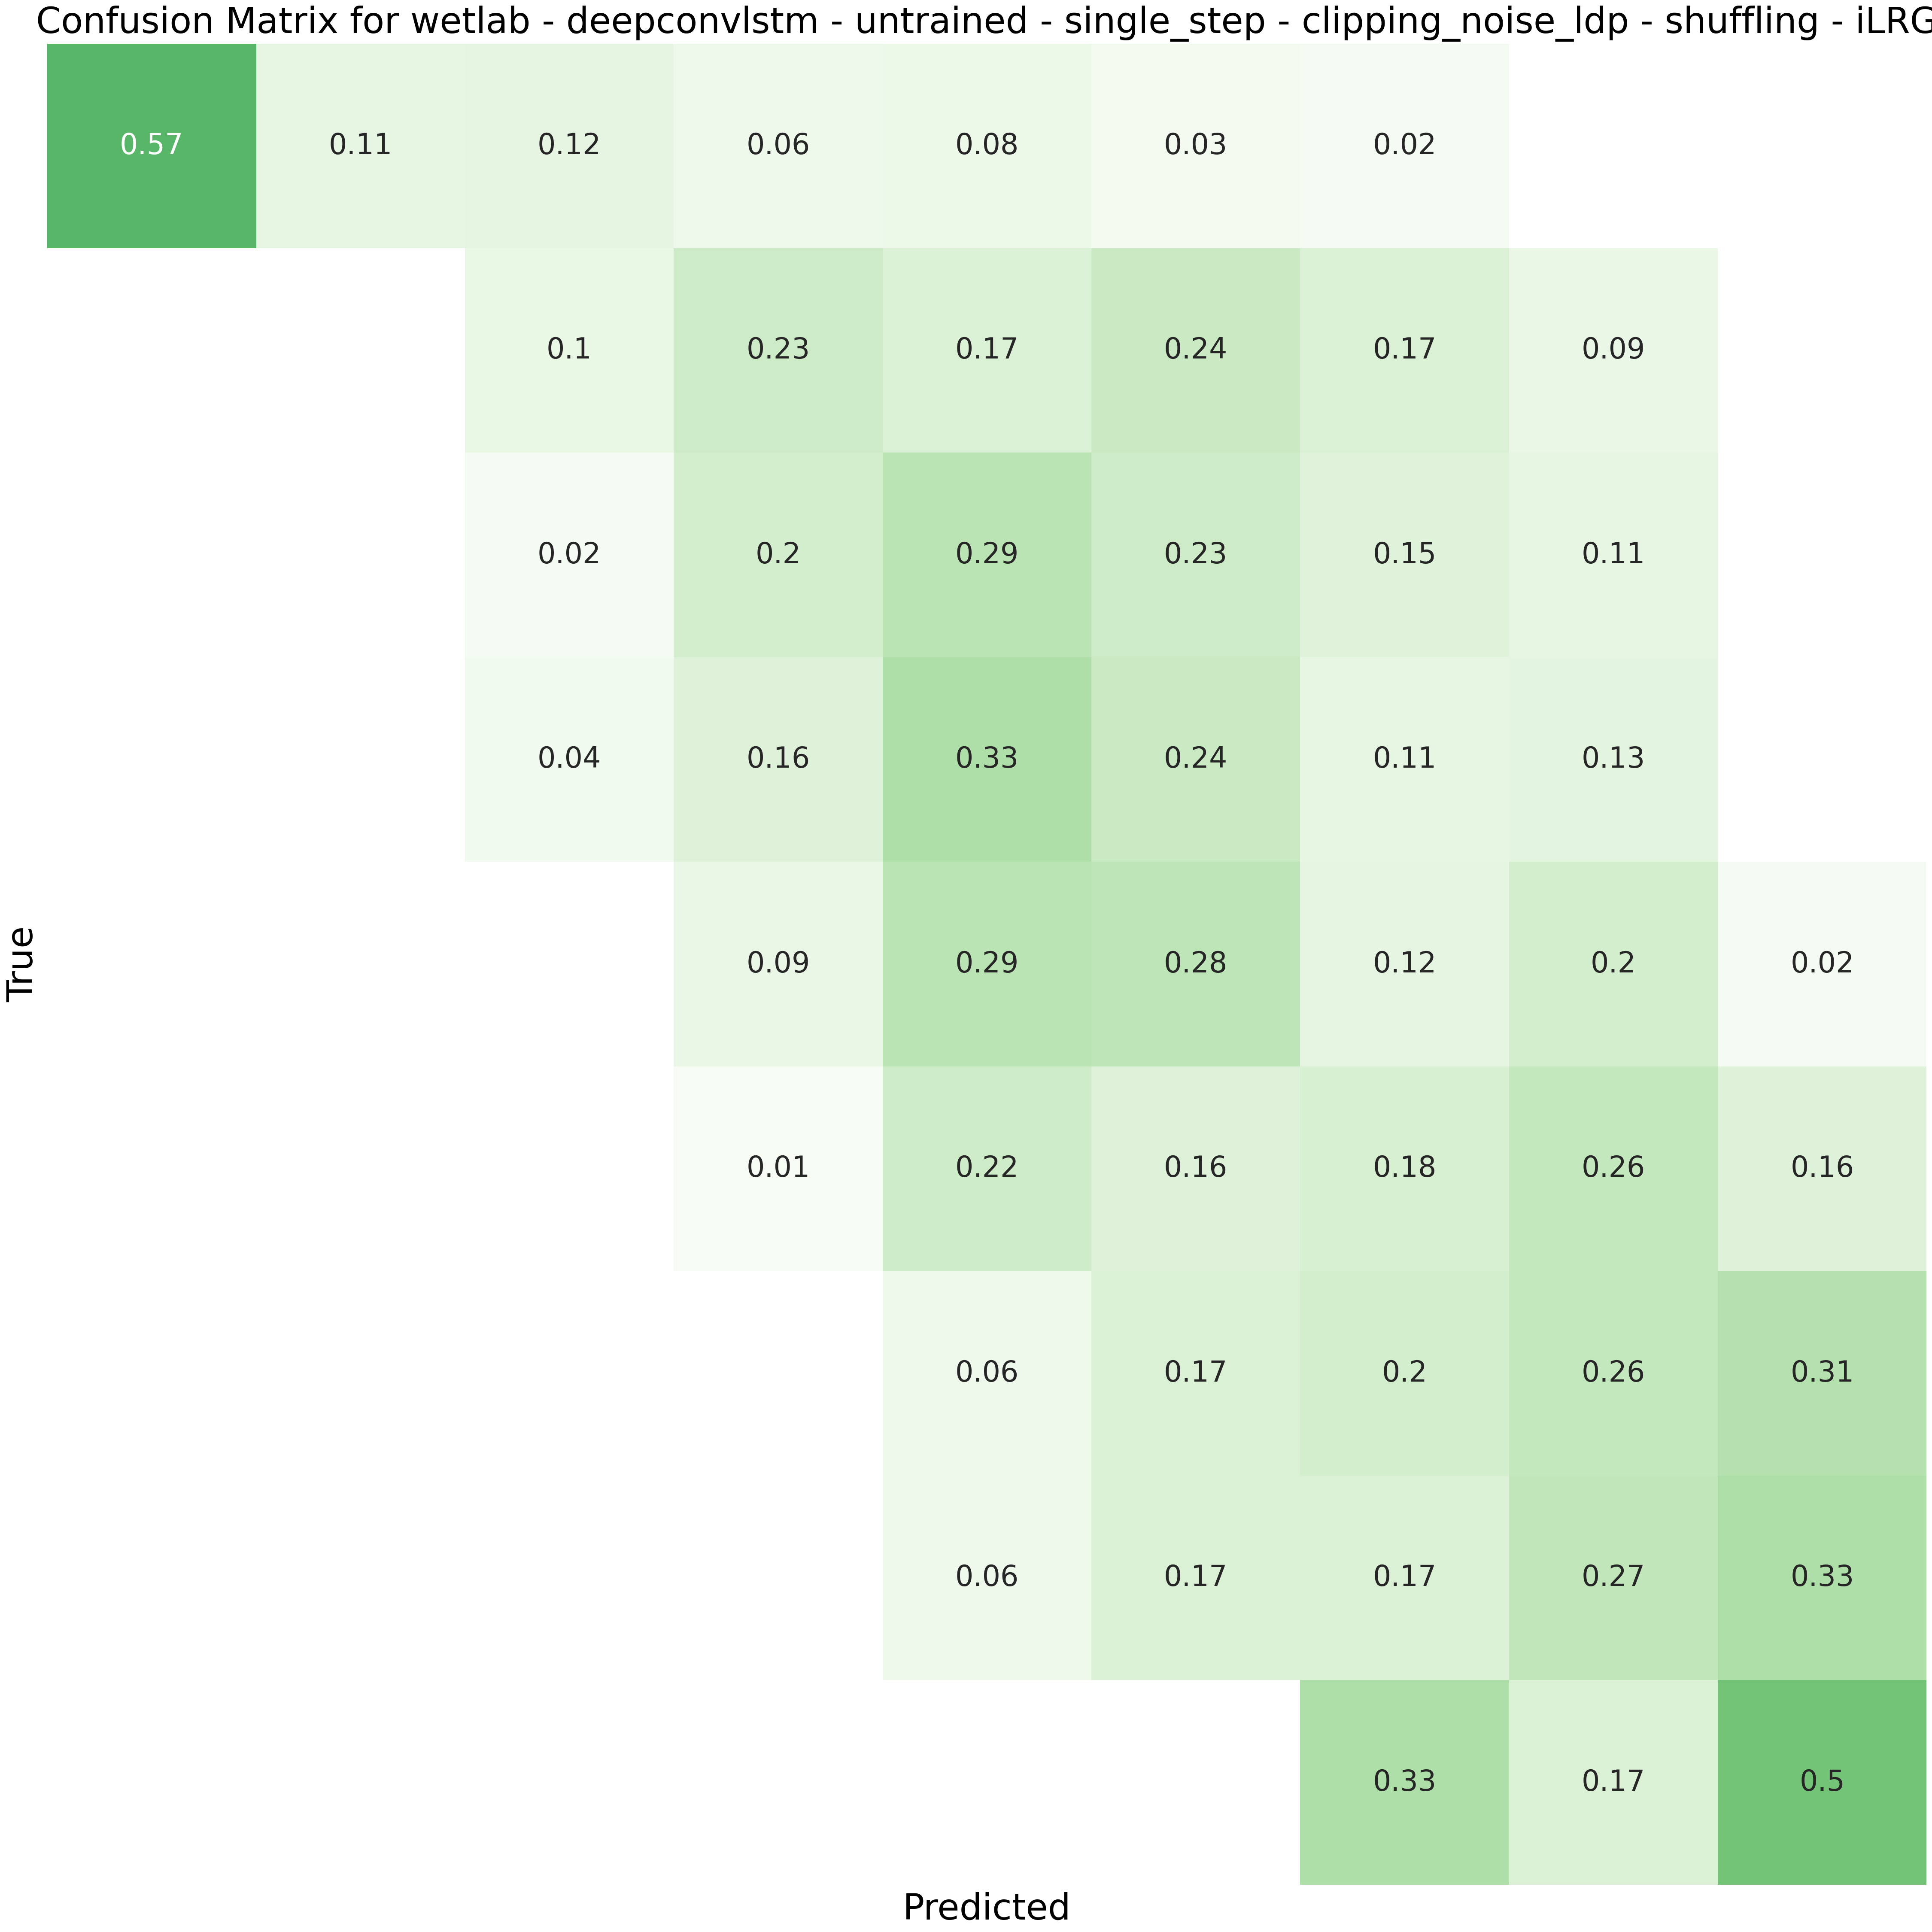 Confusion Matrix for wetlab - deepconvlstm - untrained - single_step - clipping_noise_ldp - shuffling - iLRG
0.57 0.11 0.12 0.06 0.08 0.03 0.02
0.1 0.23 0.17 0.24 0.17 0.09
0.02 0.2 0.29 0.23 0.15 0.11
0.04 0.16 0.33 0.24 0.11 0.13
0.09 0.29 0.28 0.12 0.2 0.02
True
0.01 0.22 0.16 0.18 0.26 0.16
0.06 0.17 0.2 0.26 0.31
0.06 0.17 0.17 0.27 0.33
0.33 0.17 0.5
Predicted